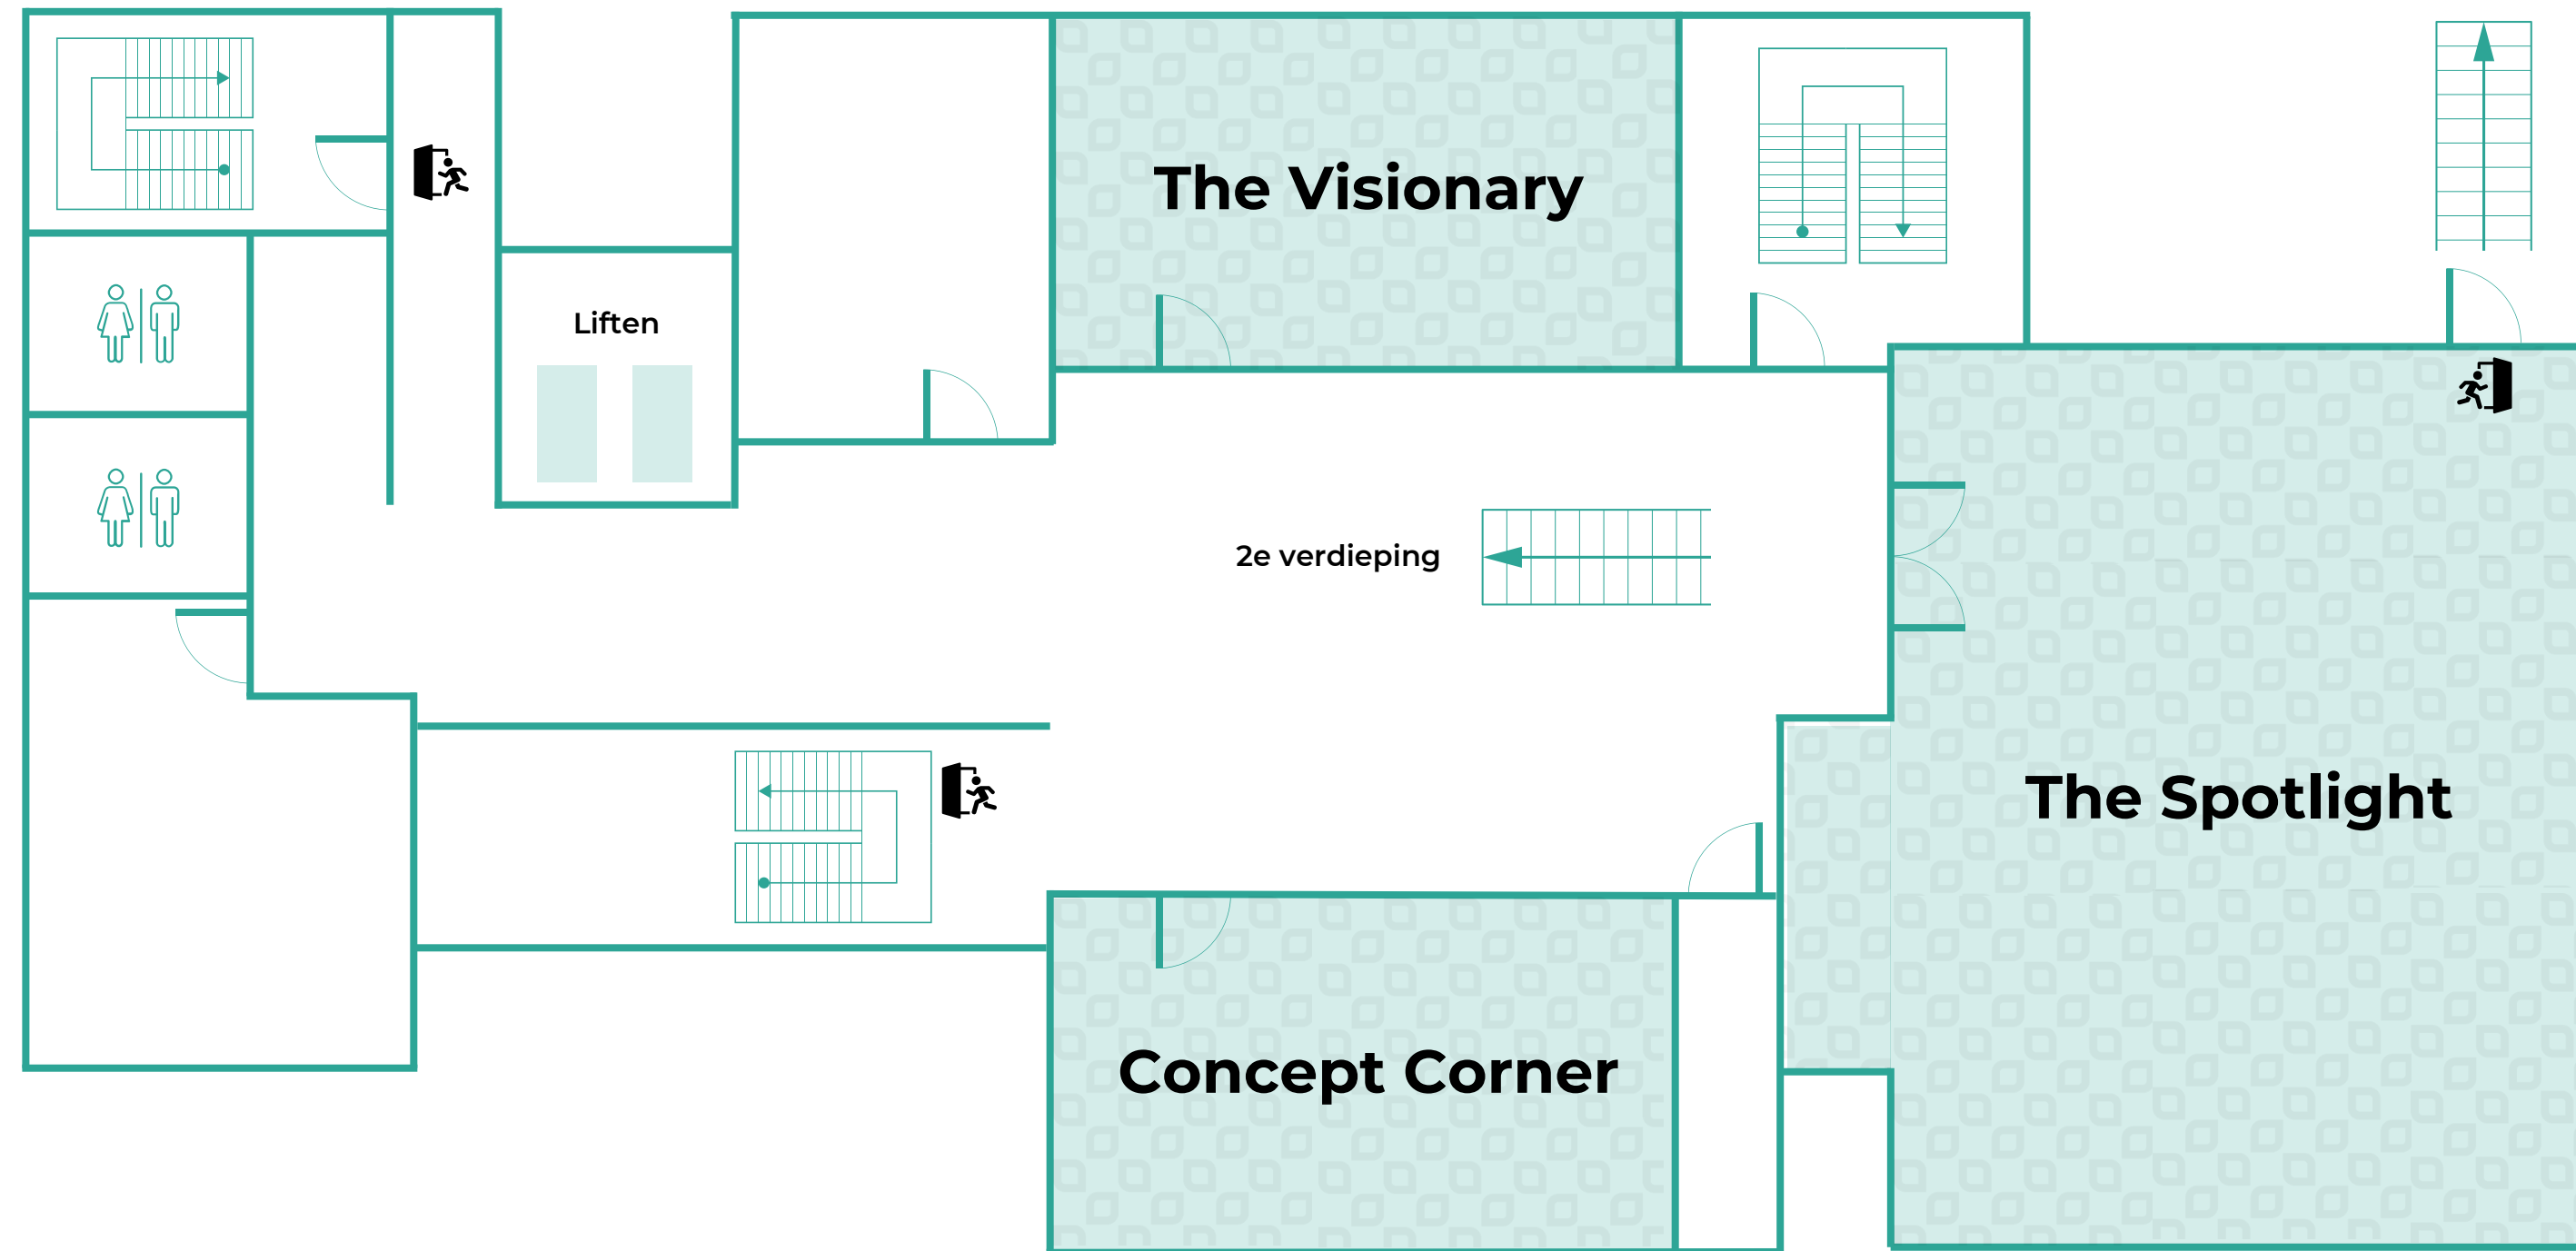 The Visionary
Liften
2e verdieping
The Spotlight
Concept Corner